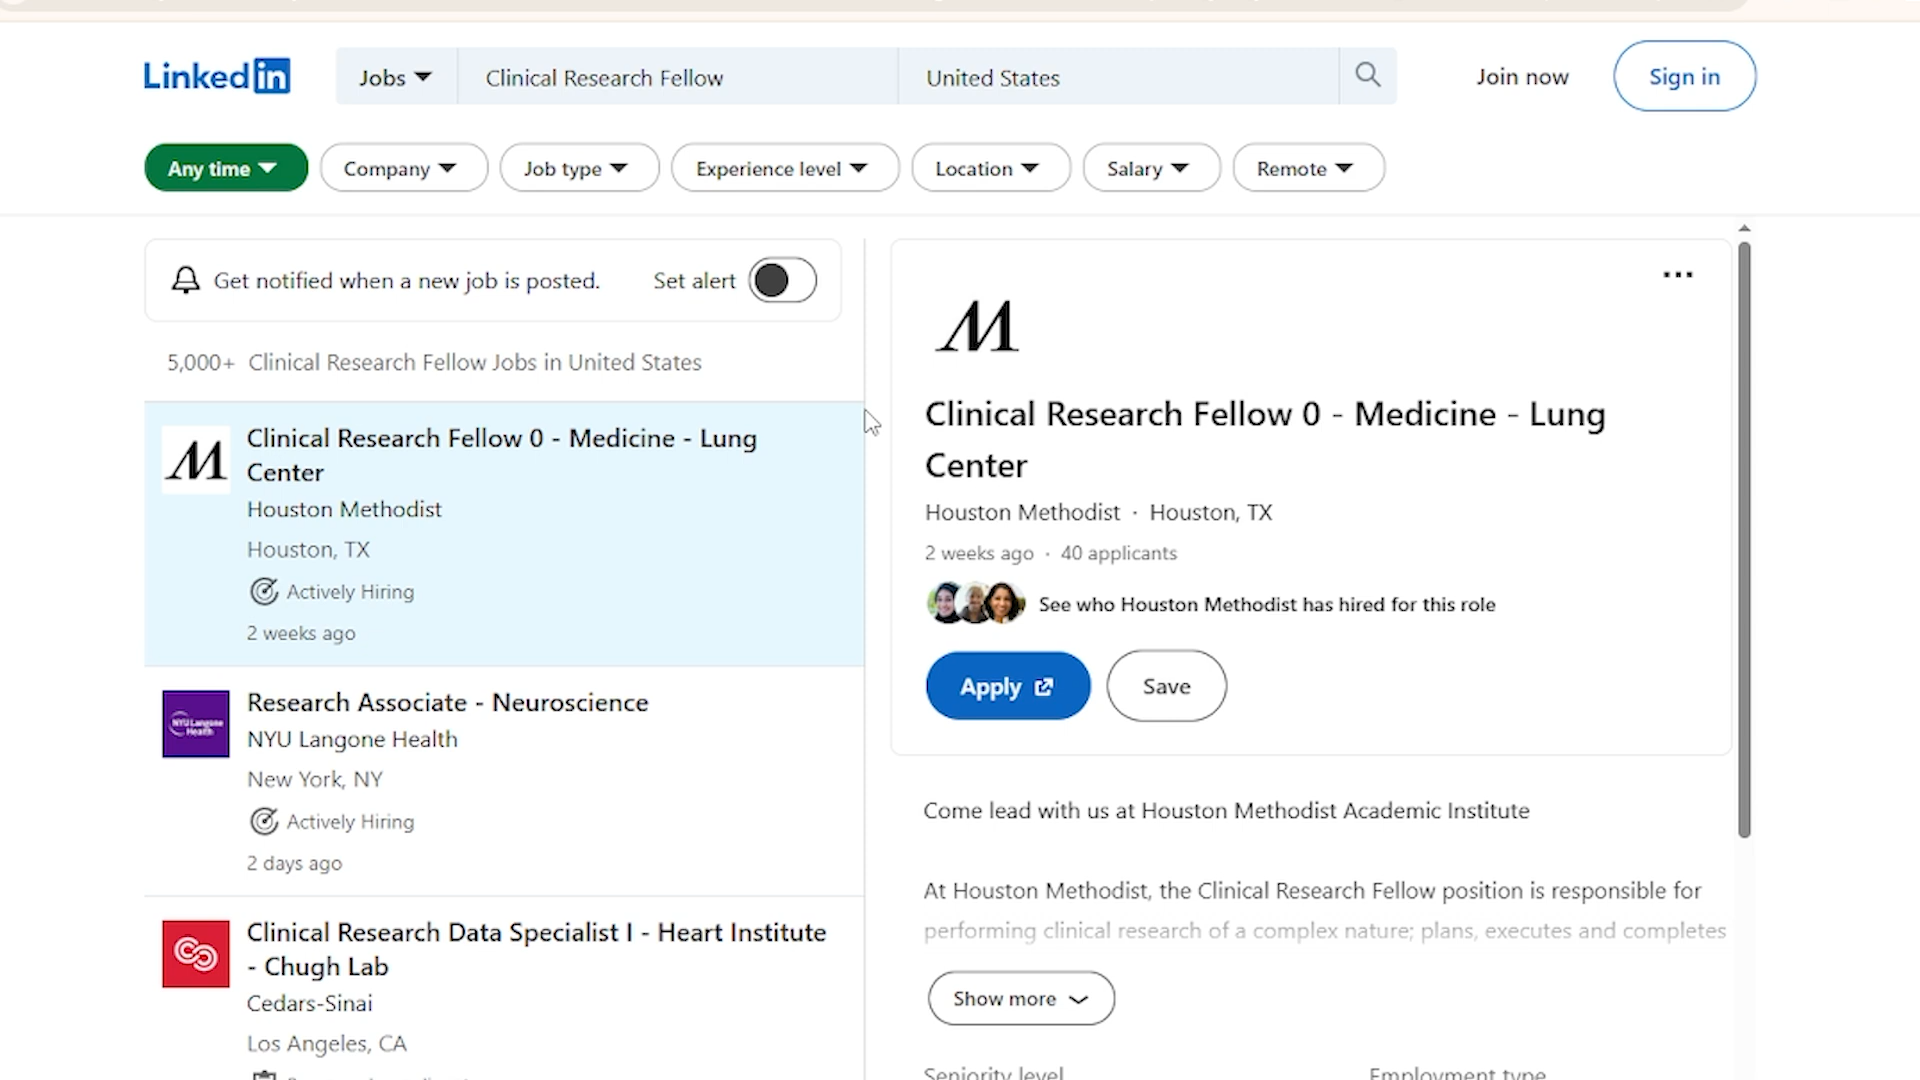 Linked in
Jobs
Clinical Research Fellow
United States
Join now
Sign in
Any time
Company
Job type
Experience level
Location
Salary
Remote
Get notified when a new job is posted.
Set alert
5,000+ Clinical Research Fellow Jobs in United States
Clinical Research Fellow 0 - Medicine - Lung
Center
Houston Methodist
Houston, TX
Actively Hiring
2 weeks ago
NYU Langone
Health
Research Associate - Neuroscience
NYU Langone Health
New York, NY
Actively Hiring
2 days ago
Clinical Research Data Specialist I - Heart Institute
- Chugh Lab
Cedars-Sinai
Los Angeles, CA
M
Clinical Research Fellow 0 - Medicine - Lung
Center
Houston Methodist · Houston, TX
2 weeks ago · 40 applicants
See who Houston Methodist has hired for this role
Apply
Save
Come lead with us at Houston Methodist Academic Institute
At Houston Methodist, the Clinical Research Fellow position is responsible for
performing clinical research of a complex nature; plans, executes and completes
Show more
Seniority level
Employment type